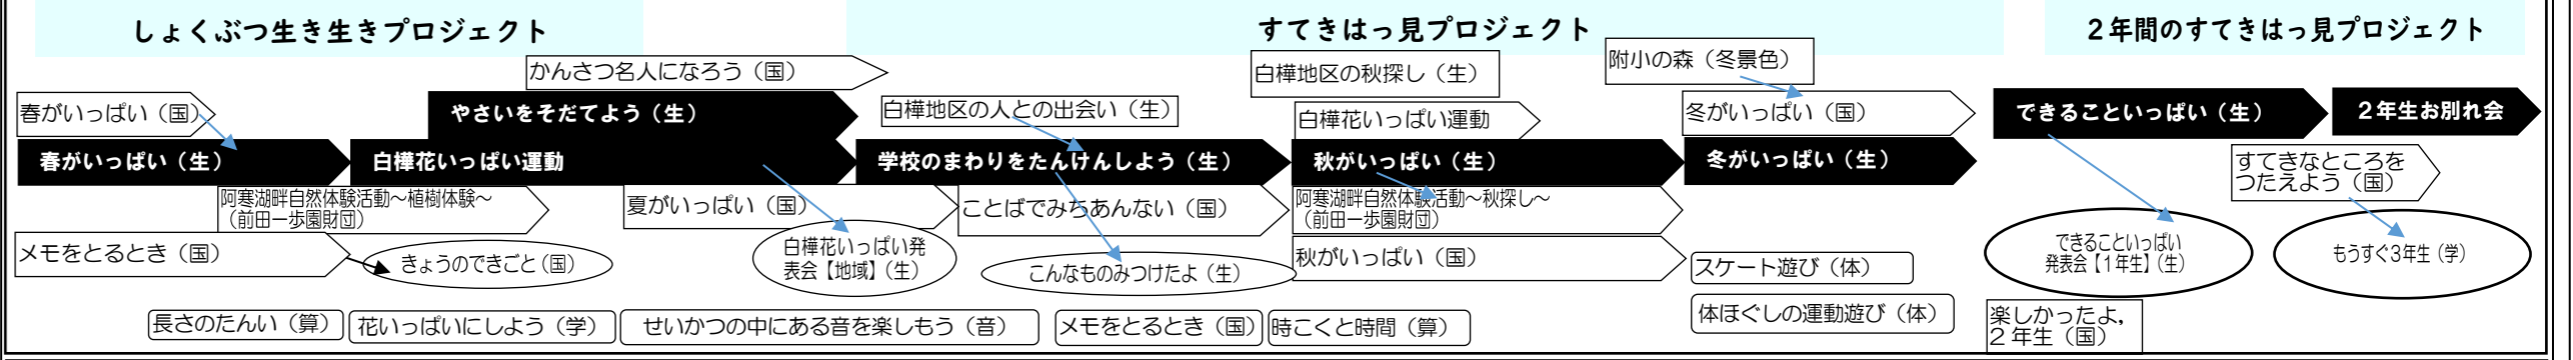 しょくぶつ生き生きプロジェクト
すてきはっ見プロジェクト
2年間のすてきはっ見プロジェクト
かんさつ名人になろう（国）
白樺地区の秋探し（生）
附小の森（冬景色）
春がいっぱい（国）
やさいをそだてよう（生）
白樺地区の人との出会い（生）
白樺花いっぱい運動
冬がいっぱい（国）
できることいっぱい（生）
2年生お別れ会
春がいっぱい（生）
白樺花いっぱい運動
学校のまわりをたんけんしよう（生）
秋がいっぱい（生）
冬がいっぱい（生）
すてきなところを
つたえよう（国）
阿寒湖畔自然体験活動～植樹体験～
（前田一歩園財団）
夏がいっぱい（国）
ことばでみちあんない（国）
阿寒湖畔自然体験活動～秋探し～
（前田一歩園財団）
メモをとるとき（国）
きょうのできごと（国）
白樺花いっぱい発
表会【地域】（生）
こんなものみつけたよ（生）
秋がいっぱい（国）
スケート遊び（体）
できることいっぱい
発表会【1年生】（生）
もうすぐ3年生（学）
長さのたんい（算）
花いっぱいにしよう（学）
せいかつの中にある音を楽しもう（音）
メモをとるとき（国）
時こくと時間（算）
体ほぐしの運動遊び（体）
楽しかったよ，
2年生（国）